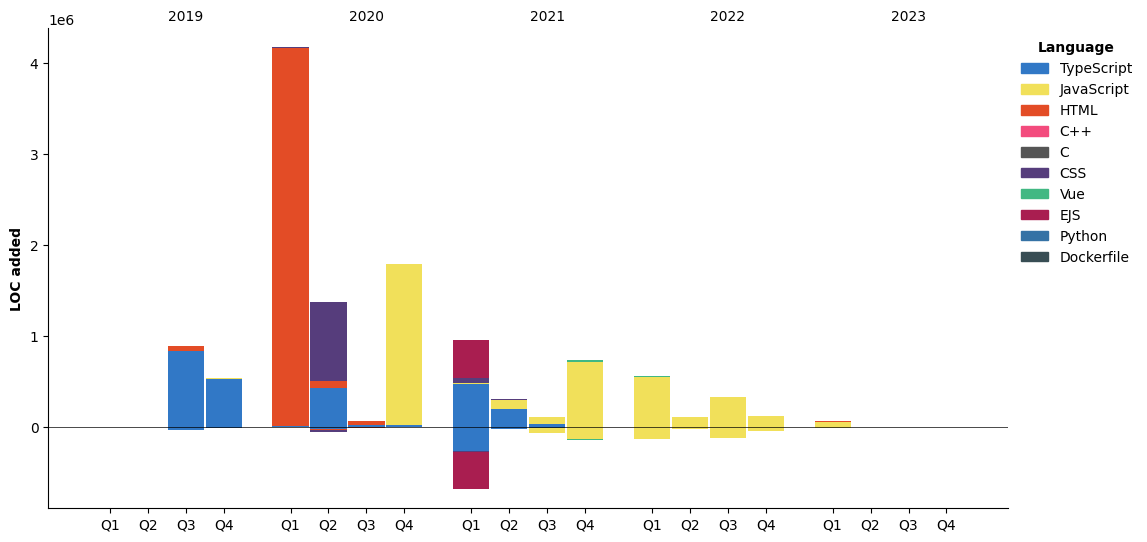 2019 2020 2021 2022 2023
1e6
4
3
2
1
0
LOC added
Q1 Q2 Q3 Q4 Q1 Q2 Q3 Q4 Q1 Q2 Q3 Q4 Q1 Q2 Q3 Q4 Q1 Q2 Q3 Q4
Language
TypeScript
JavaScript
HTML
C++
C
CSS
Vue
EJS
Python
Dockerfile